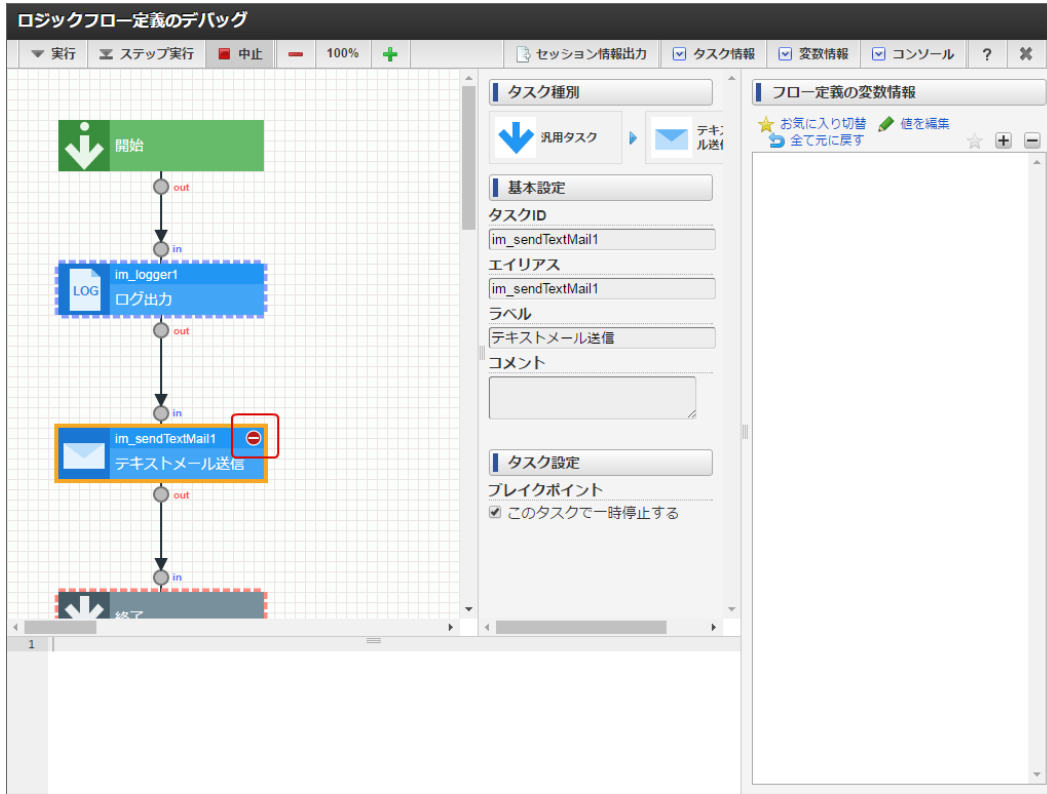 ロジックフロー定義のデバッグ
実行 ステップ実行 中止 100% セッション情報出力 タスク情報 変数情報 コンソール ?
開始
out
in
im_logger1
LOG
ログ出力
out
in
im_sendTextMail1
テキストメール送信
out
in
終了
タスク種別
汎用タスク
基本設定
タスクID
im_sendTextMail1
エイリアス
im_sendTextMail1
ラベル
テキストメール送信
コメント
タスク設定
ブレイクポイント
このタスクで一時停止する
フロー定義の変数情報
お気に入り切替 値を編集
全て元に戻す
1